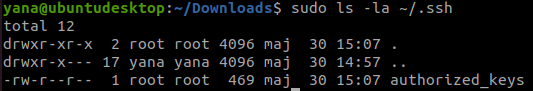 yana@ubuntudesktop:~/Downloads$ sudo ls -la ~/.ssh
total 12
drwxr-xr-x  2 root root 4096 maj  30 15:07 .
drwxr-x--- 17 yana yana 4096 maj  30 14:57 ..
-rw-r--r--  1 root root  469 maj  30 15:07 authorized_keys